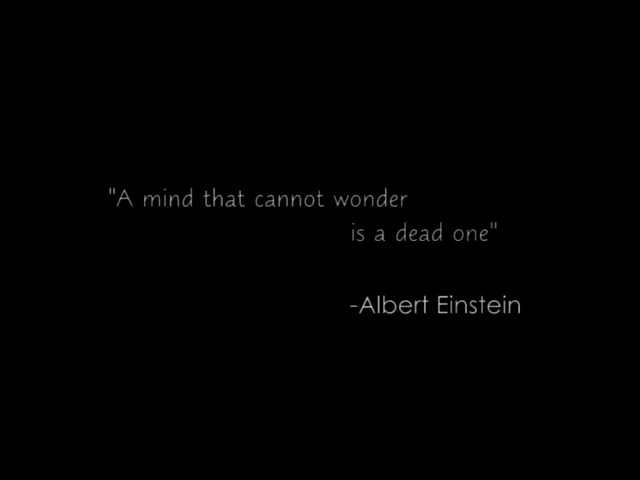 "A mind that cannot wonder
is a dead one"
-Albert Einstein